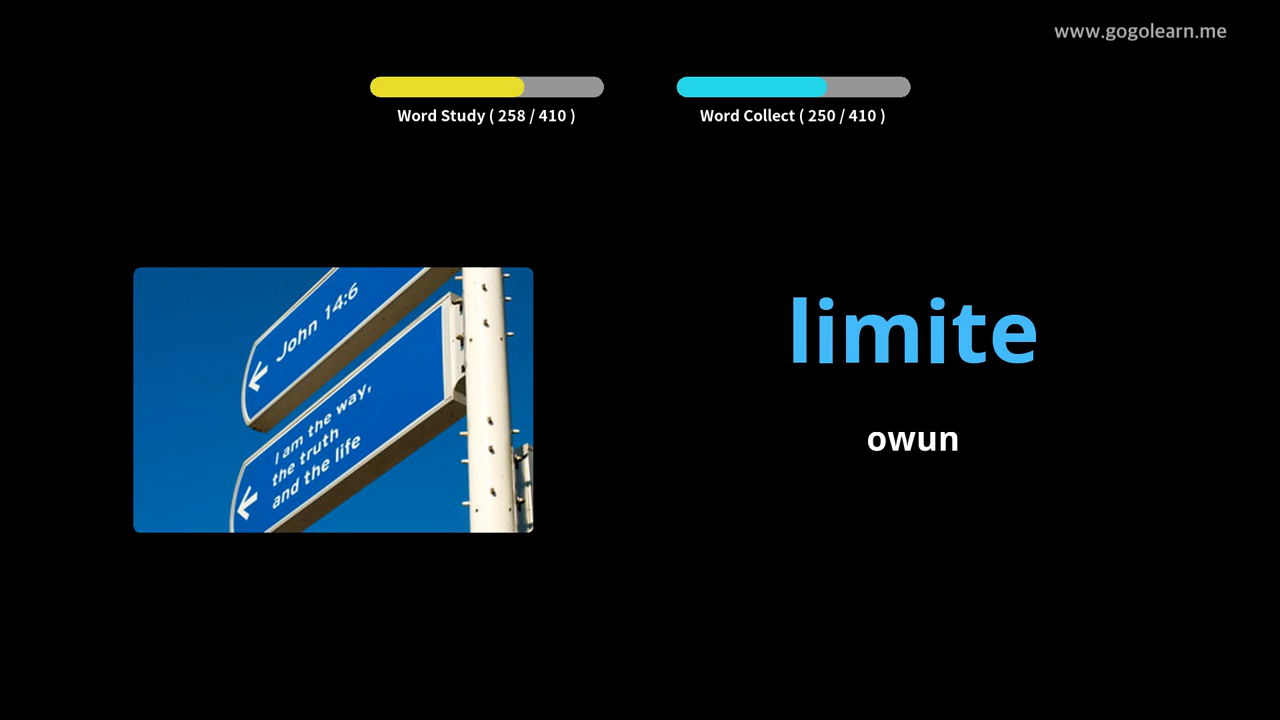 www.gogolearn.me
Word Study ( 258 / 410 )
Word Collect ( 250 / 410 )
John 14:6
I am the way,
the truth
and the life
limite
owun